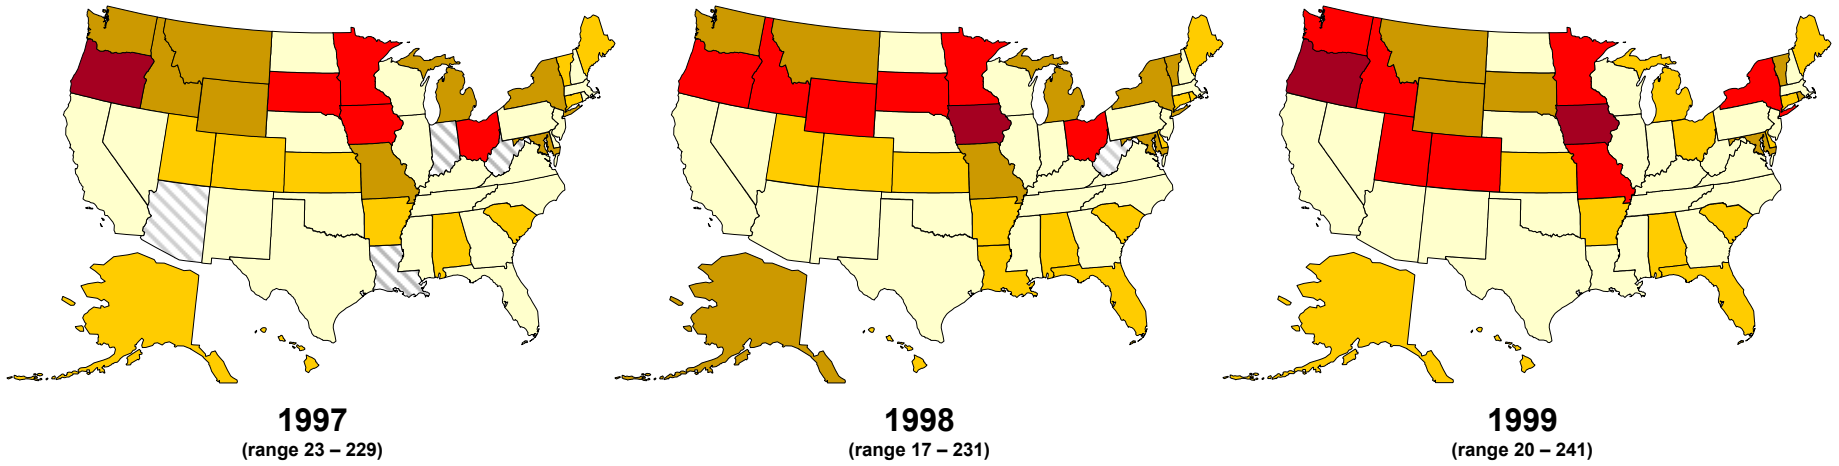 1997
(range 23 – 229)
1998
(range 17 – 231)
1999
(range 20 – 241)